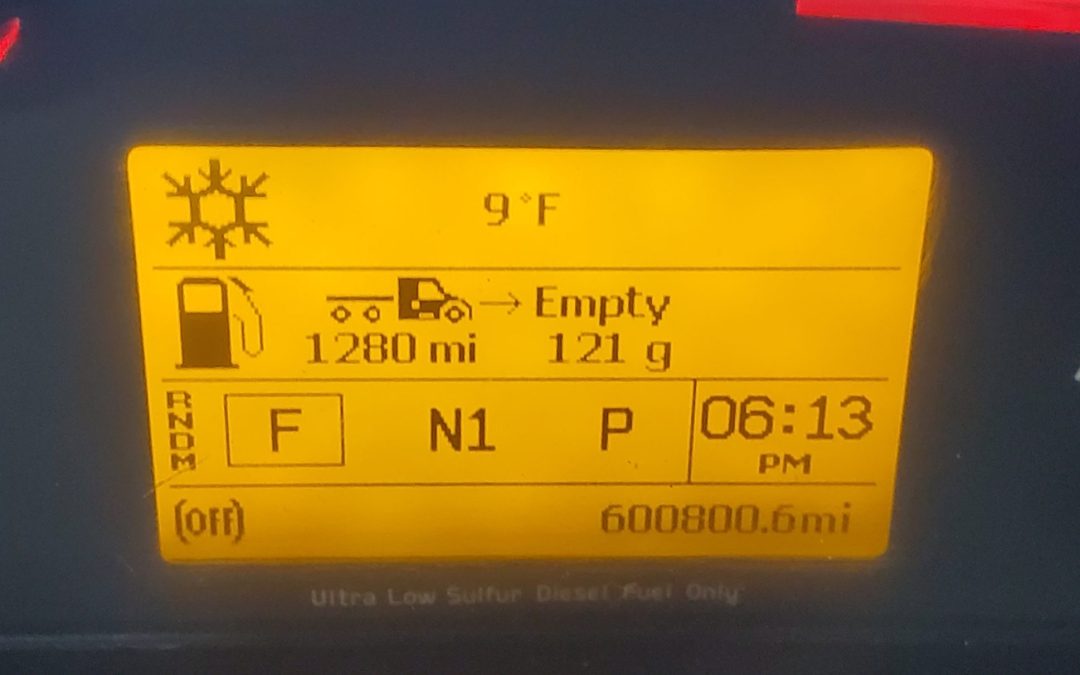 9°F
→ Empty
1280 mi 121 g
RNDM F N1 P 06:13
PM
(OFF) 600800.6mi
Ultra Low Sulfur Diesel Fuel Only